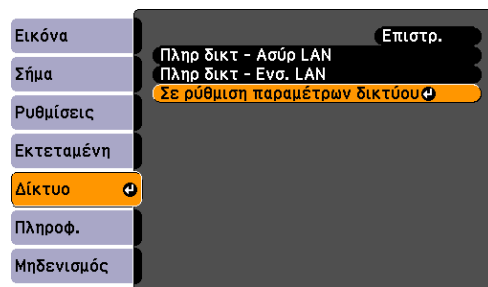 Εικόνα
Σήμα
Ρυθμίσεις
Εκτεταμένη
Δίκτυο
Πληροφ.
Μηδενισμός
Επιστρ.
Πληρ δικτ - Ασύρ LAN
Πληρ δικτ - Ενσ. LAN
Σε ρύθμιση παραμέτρων δικτύου